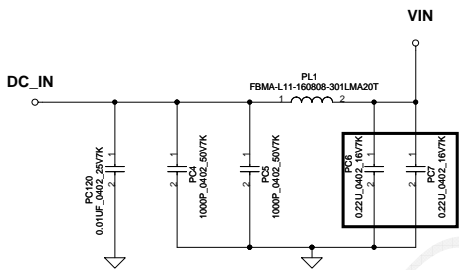 VIN
PL1
FBMA-L11-160808-301LMA20T
DC_IN
1
2
1
2
PC120
0.01UF_0402_25V7K
1
2
PC4
1000P_0402_50V7K
1
2
PC5
1000P_0402_50V7K
1
2
PC6
0.22U_0402_16V7K
1
2
PC7
0.22U_0402_16V7K